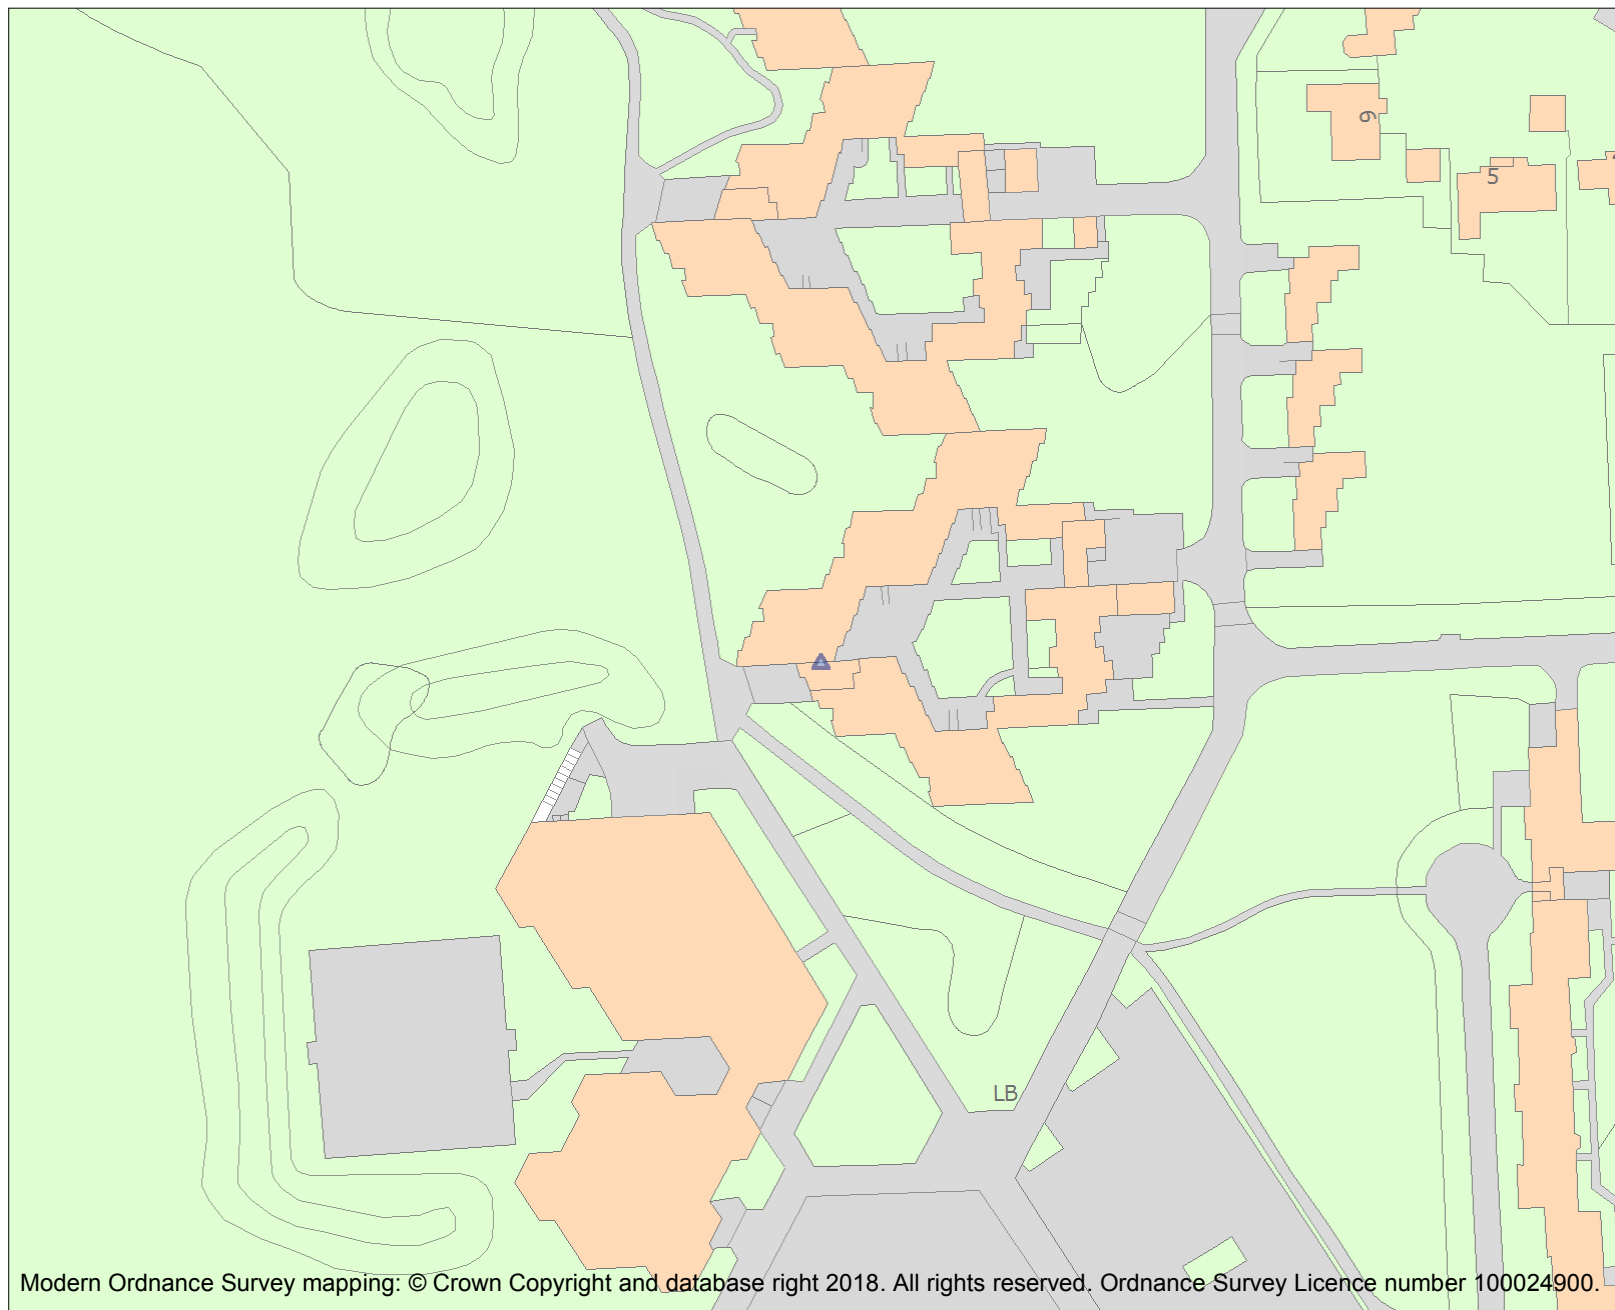 6
5
LB
Modern Ordnance Survey mapping: © Crown Copyright and database right 2018. All rights reserved. Ordnance Survey Licence number 100024900.